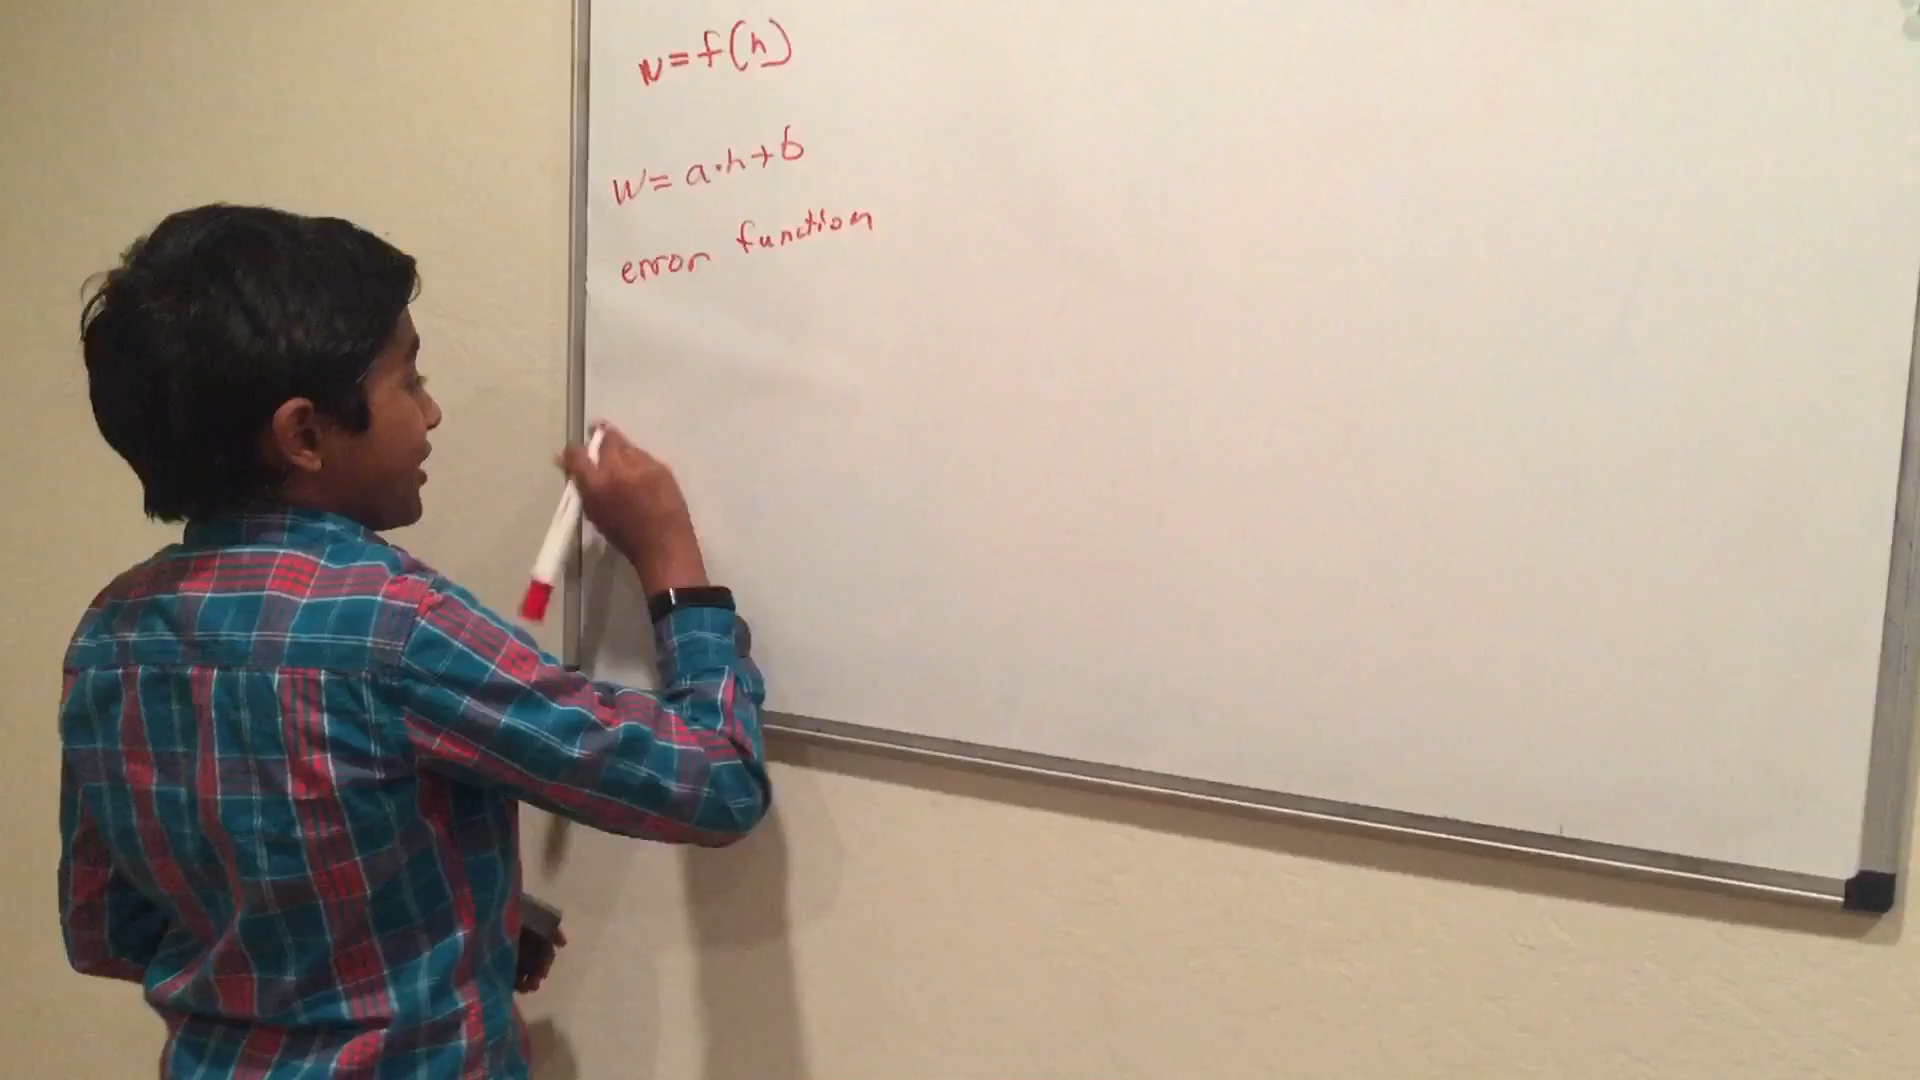 w=f(h)
w=a·h+b
error function